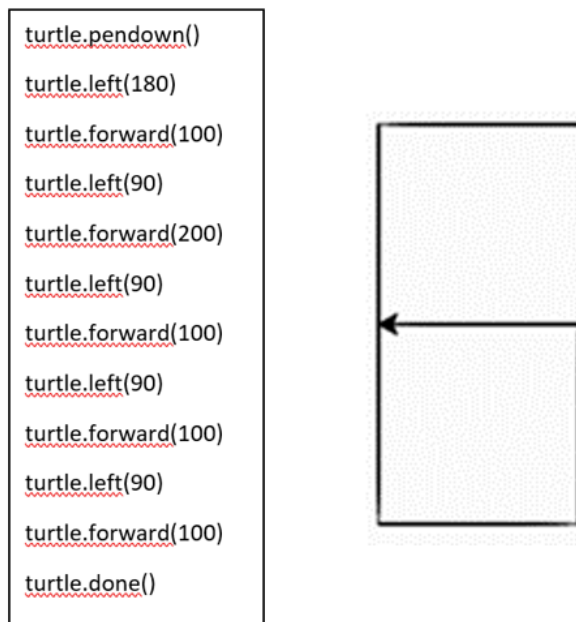 turtle.pendown()
turtle.left(180)
turtle.forward(100)
turtle.left(90)
turtle.forward(200)
turtle.left(90)
turtle.forward(100)
turtle.left(90)
turtle.forward(100)
turtle.left(90)
turtle.forward(100)
turtle.done()